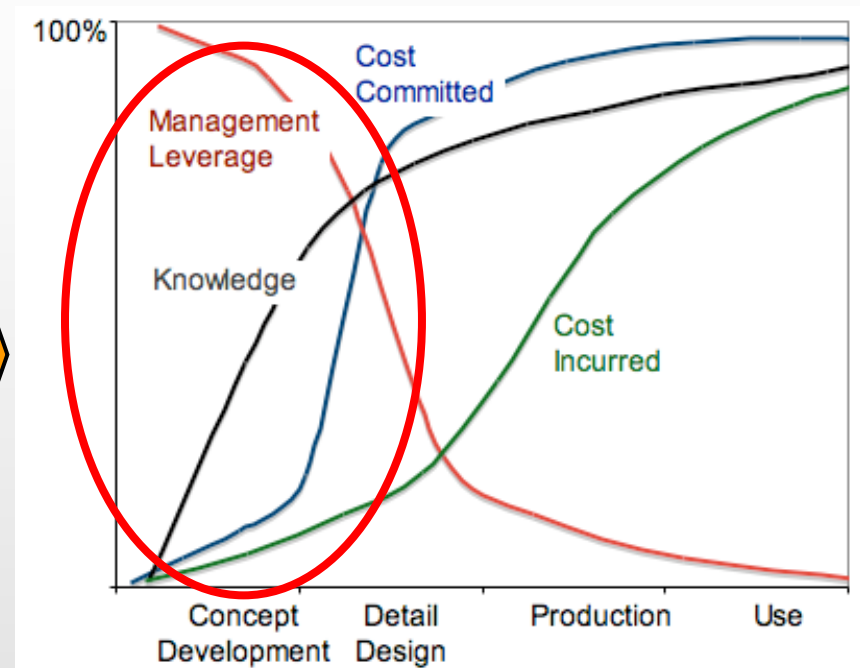 100%
Cost
Committed
Management
Leverage
Knowledge
Cost
Incurred
Concept
Development
Detail
Design
Production
Use